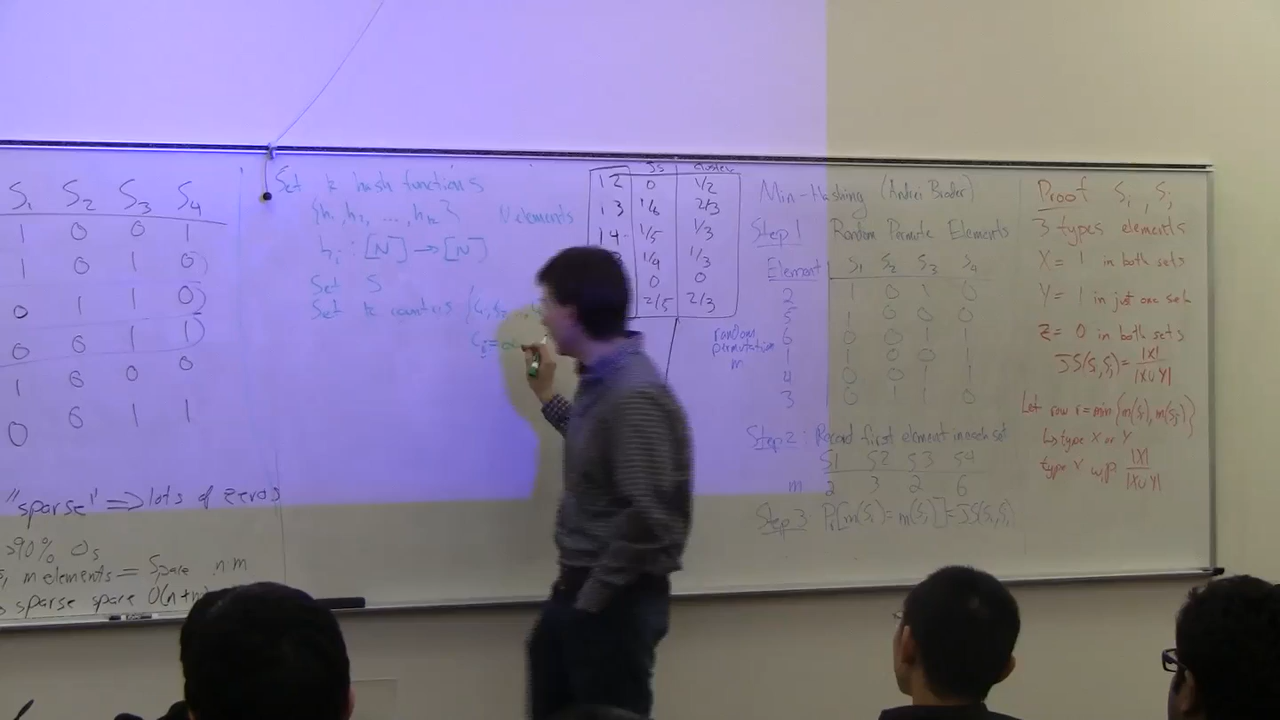 S1 S2 S3 S4
1 0 0 1
1 0 1 0
0 1 1 0
0 0 1 1
1 0 0 0
0 0 1 1
"sparse" => lots of zeros
>90% 0s
m elements = Space n·m
sparse space O(n+m)
Set k hash functions
{h1, h2, ..., hk} N elements
hi : [N] → [N]
Set S
Set k counters {c1, c2
JS cluster
12 0 1/2
13 1/6 2/3
14 1/5 1/3
1/4 1/3
0 0
2/5 2/3
Min-Hashing (Andrei Broder)
Step 1 Random Permute Elements
Element S1 S2 S3 S4
2 1 0 1 0
5 1 0 0 0
6 0 0 1 1
1 1 0 0 1
4 0 0 1 1
3 0 1 1 0
random
permutation
m
Step 2: Record first element in each set
S1 S2 S3 S4
m 2 3 2 6
Step 3: Pr[m(Si) = m(Sj)] = JS(Si, Sj)
Proof Si, Sj
3 types elements
X = 1 in both sets
Y = 1 in just one set
Z = 0 in both sets
JS(Si,Sj) = |X| / |X∪Y|
Let row r = min{m(Si), m(Sj)}
↳ type X or Y
type X w.p. |X| / |X∪Y|